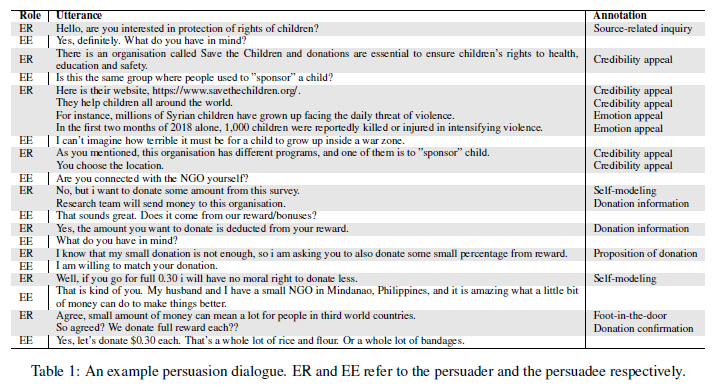 Role Utterance Annotation
ER Hello, are you interested in protection of rights of children? Source-related inquiry
EE Yes, definitely. What do you have in mind?
ER There is an organisation called Save the Children and donations are essential to ensure children's rights to health, Credibility appeal
education and safety.
EE Is this the same group where people used to "sponsor" a child?
ER Here is their website, https://www.savethechildren.org/. Credibility appeal
They help children all around the world. Credibility appeal
For instance, millions of Syrian children have grown up facing the daily threat of violence. Emotion appeal
In the first two months of 2018 alone, 1,000 children were reportedly killed or injured in intensifying violence. Emotion appeal
EE I can't imagine how terrible it must be for a child to grow up inside a war zone.
ER As you mentioned, this organisation has different programs, and one of them is to "sponsor" child. Credibility appeal
You choose the location. Credibility appeal
EE Are you connected with the NGO yourself?
ER No, but i want to donate some amount from this survey. Self-modeling
Research team will send money to this organisation. Donation information
EE That sounds great. Does it come from our reward/bonuses?
ER Yes, the amount you want to donate is deducted from your reward. Donation information
EE What do you have in mind?
ER I know that my small donation is not enough, so i am asking you to also donate some small percentage from reward. Proposition of donation
EE I am willing to match your donation.
ER Well, if you go for full 0.30 i will have no moral right to donate less. Self-modeling
EE That is kind of you. My husband and I have a small NGO in Mindanao, Philippines, and it is amazing what a little bit
of money can do to make things better.
ER Agree, small amount of money can mean a lot for people in third world countries. Foot-in-the-door
So agreed? We donate full reward each?? Donation confirmation
EE Yes, let's donate $0.30 each. That's a whole lot of rice and flour. Or a whole lot of bandages.
Table 1: An example persuasion dialogue. ER and EE refer to the persuader and the persuadee respectively.